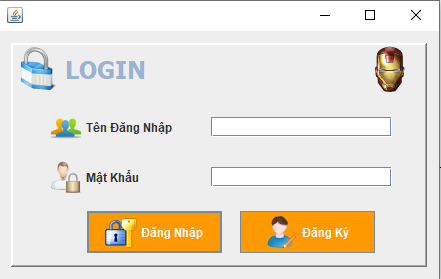 LOGIN
Tên Đăng Nhập
Mật Khẩu
Đăng Nhập
Đăng Ký